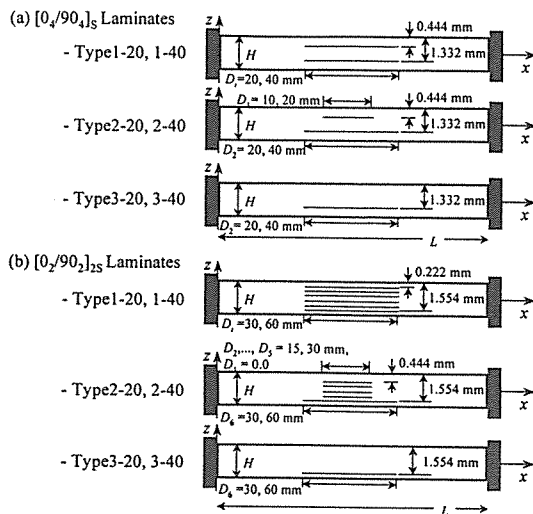 (a) [0₄/90₄]s Laminates
z
0.444 mm
- Type1-20, 1-40
H
1.332 mm
x
Dᵢ=20, 40 mm
z
D₁= 10, 20 mm
0.444 mm
- Type2-20, 2-40
H
1.332 mm
x
D₂= 20, 40 mm
z
- Type3-20, 3-40
H
1.332 mm
x
D₂= 20, 40 mm
L
(b) [0₂/90₂]₂s Laminates
z
0.222 mm
- Type1-20, 1-40
H
1.554 mm
x
Dᵢ=30, 60 mm
D₂,..., D₅ = 15, 30 mm,
z
D₁= 0.0
0.444 mm
- Type2-20, 2-40
H
1.554 mm
x
D₆=30, 60 mm
z
- Type3-20, 3-40
H
1.554 mm
x
D₆=30, 60 mm
L